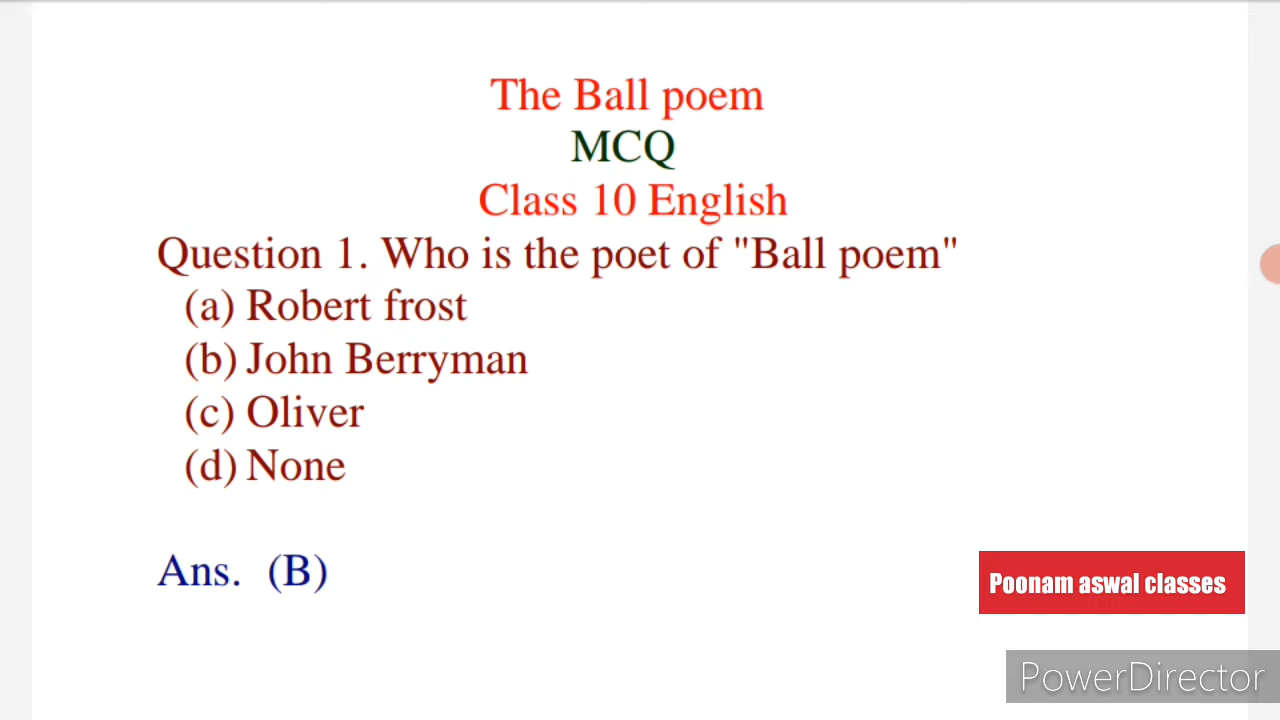 The Ball poem
MCQ
Class 10 English
Question 1. Who is the poet of "Ball poem"
(a) Robert frost
(b) John Berryman
(c) Oliver
(d) None
Ans. (B)
Poonam aswal classes
PowerDirector